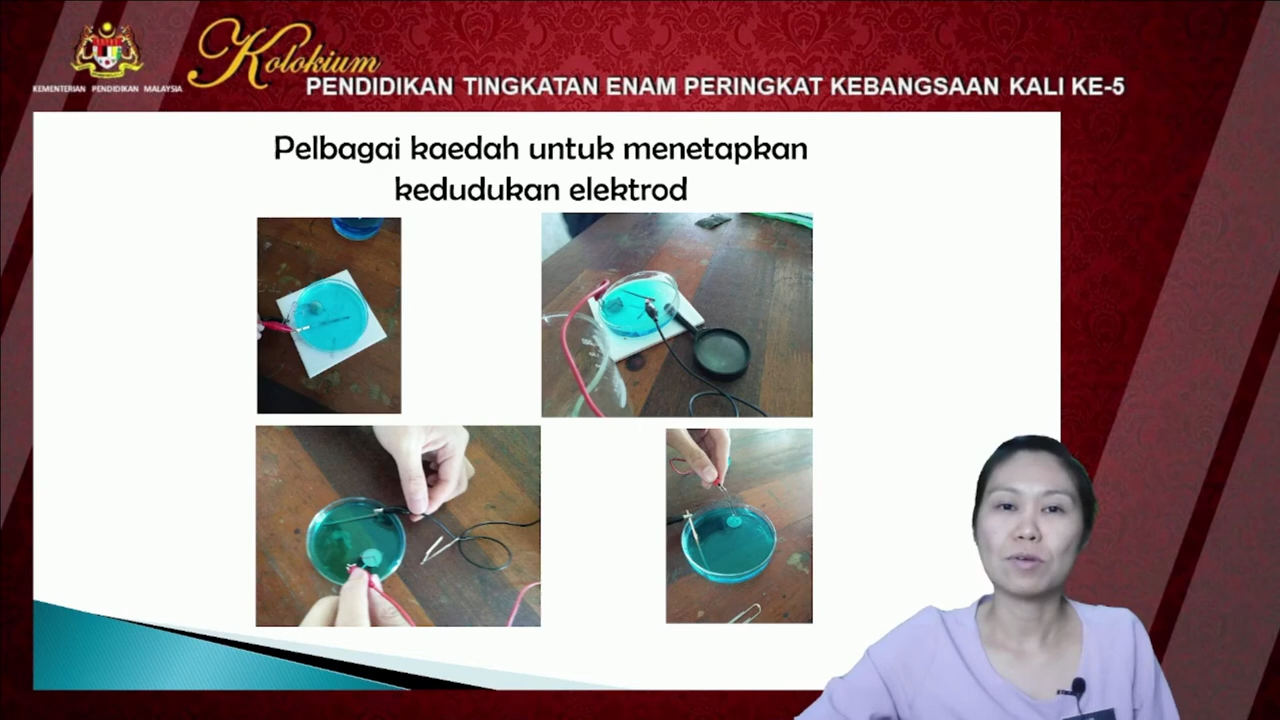 Kolokium
KEMENTERIAN PENDIDIKAN MALAYSIA
PENDIDIKAN TINGKATAN ENAM PERINGKAT KEBANGSAAN KALI KE-5
Pelbagai kaedah untuk menetapkan
kedudukan elektrod